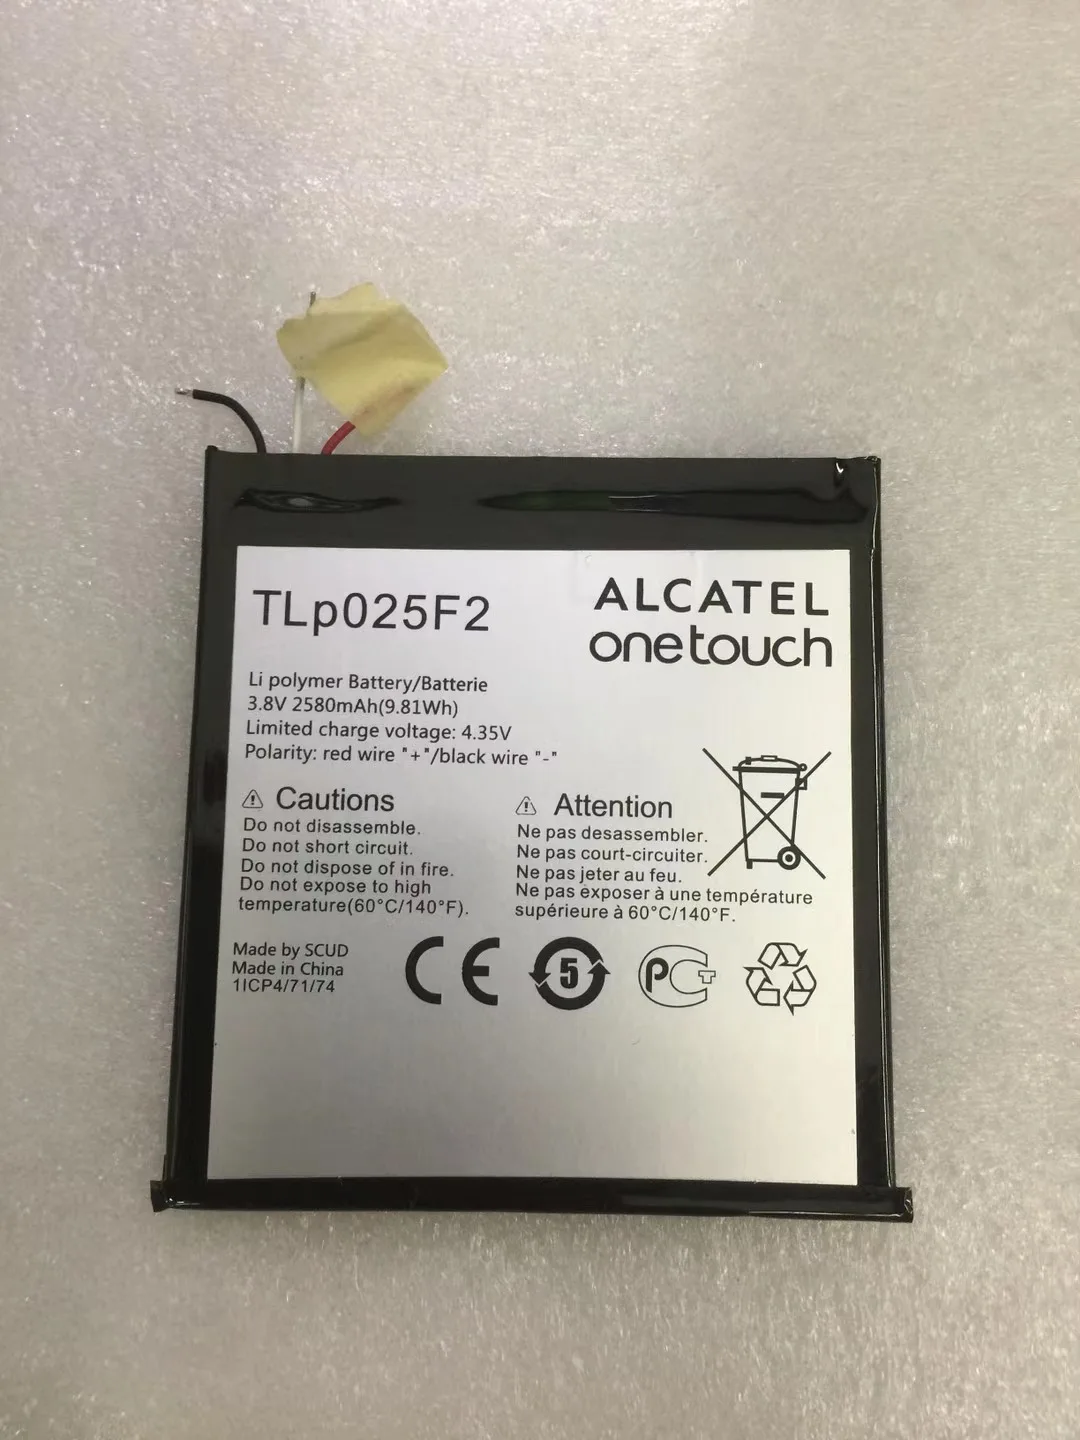 TLp025F2
ALCATEL
onetouch
Li polymer Battery/Batterie
3.8V 2580mAh(9.81Wh)
Limited charge voltage: 4.35V
Polarity: red wire "+"/black wire "-"
Cautions
Do not disassemble.
Do not short circuit.
Do not dispose of in fire.
Do not expose to high
temperature(60°C/140°F).
Attention
Ne pas desassembler.
Ne pas court-circuiter.
Ne pas jeter au feu.
Ne pas exposer à une température
supérieure à 60°C/140°F.
Made by SCUD
Made in China
1ICP4/71/74
CE
5
PCT